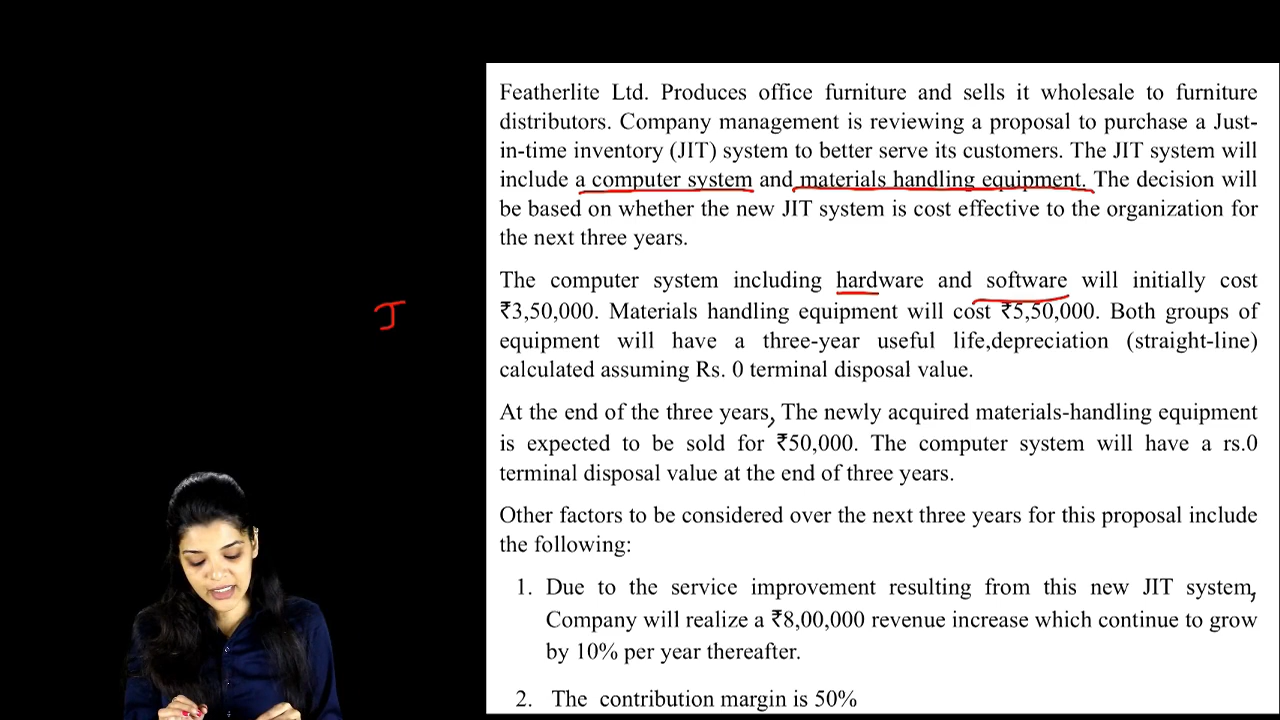 Featherlite Ltd. Produces office furniture and sells it wholesale to furniture
distributors. Company management is reviewing a proposal to purchase a Just-
in-time inventory (JIT) system to better serve its customers. The JIT system will
include a computer system and materials handling equipment. The decision will
be based on whether the new JIT system is cost effective to the organization for
the next three years.
The computer system including hardware and software will initially cost
J
₹3,50,000. Materials handling equipment will cost ₹5,50,000. Both groups of
equipment will have a three-year useful life,depreciation (straight-line)
calculated assuming Rs. 0 terminal disposal value.
At the end of the three years, The newly acquired materials-handling equipment
is expected to be sold for ₹50,000. The computer system will have a rs.0
terminal disposal value at the end of three years.
Other factors to be considered over the next three years for this proposal include
the following:
1. Due to the service improvement resulting from this new JIT system,
Company will realize a ₹8,00,000 revenue increase which continue to grow
by 10% per year thereafter.
2. The contribution margin is 50%